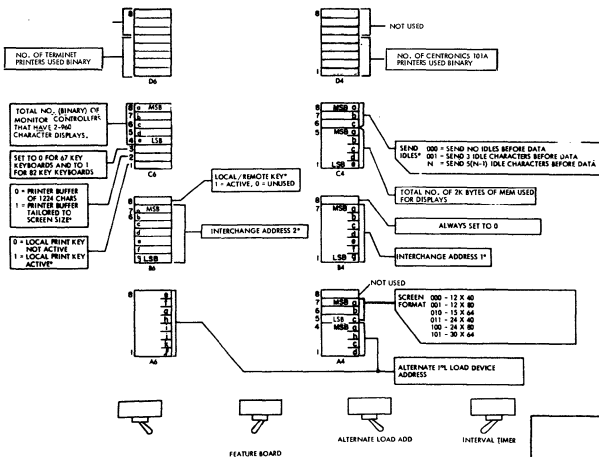 8
NO. OF TERMINET
PRINTERS USED BINARY
D6
8
NOT USED
NO. OF CENTRONICS 101A
PRINTERS USED BINARY
1
D4
TOTAL NO. (BINARY) OF
MONITOR CONTROLLERS
THAT HAVE 2-960
CHARACTER DISPLAYS.
SET TO 0 FOR 67 KEY
KEYBOARDS AND TO 1
FOR 82 KEY KEYBOARDS
0 = PRINTER BUFFER
OF 1224 CHARS
1 = PRINTER BUFFER
TAILORED TO
SCREEN SIZE*
0 = LOCAL PRINT KEY
NOT ACTIVE
1 = LOCAL PRINT KEY
ACTIVE*
8 a MSB
7 b
6 c
5 d
4 e LSB
3
2
1
C6
LOCAL/REMOTE KEY*
1 = ACTIVE, 0 = UNUSED
8
7 a MSB
6 b
c
d
e
f
1 g LSB
B6
INTERCHANGE ADDRESS 2*
8 MSB a
7 b
6 c
5 MSB a
b
c
d
1 LSB e
C4
SEND 000 = SEND NO IDLES BEFORE DATA
IDLES* 001 - SEND 3 IDLE CHARACTERS BEFORE DATA
N = SEND 5(N-1) IDLE CHARACTERS BEFORE DATA
TOTAL NO. OF 2K BYTES OF MEM USED
FOR DISPLAYS
8
7 MSB a
b
c
d
e
f
1 LSB g
B4
ALWAYS SET TO 0
INTERCHANGE ADDRESS 1*
8
e
f
g
h
i
j
1
A6
NOT USED
8
7 MSB a
6 b
5 LSB c
4 MSB a
b
c
1 d
A4
SCREEN 000 - 12 X 40
FORMAT 001 - 12 X 80
010 - 15 X 64
011 - 24 X 40
100 - 24 X 80
101 - 30 X 64
ALTERNATE IPL LOAD DEVICE
ADDRESS
FEATURE BOARD
ALTERNATE LOAD ADD
INTERVAL TIMER